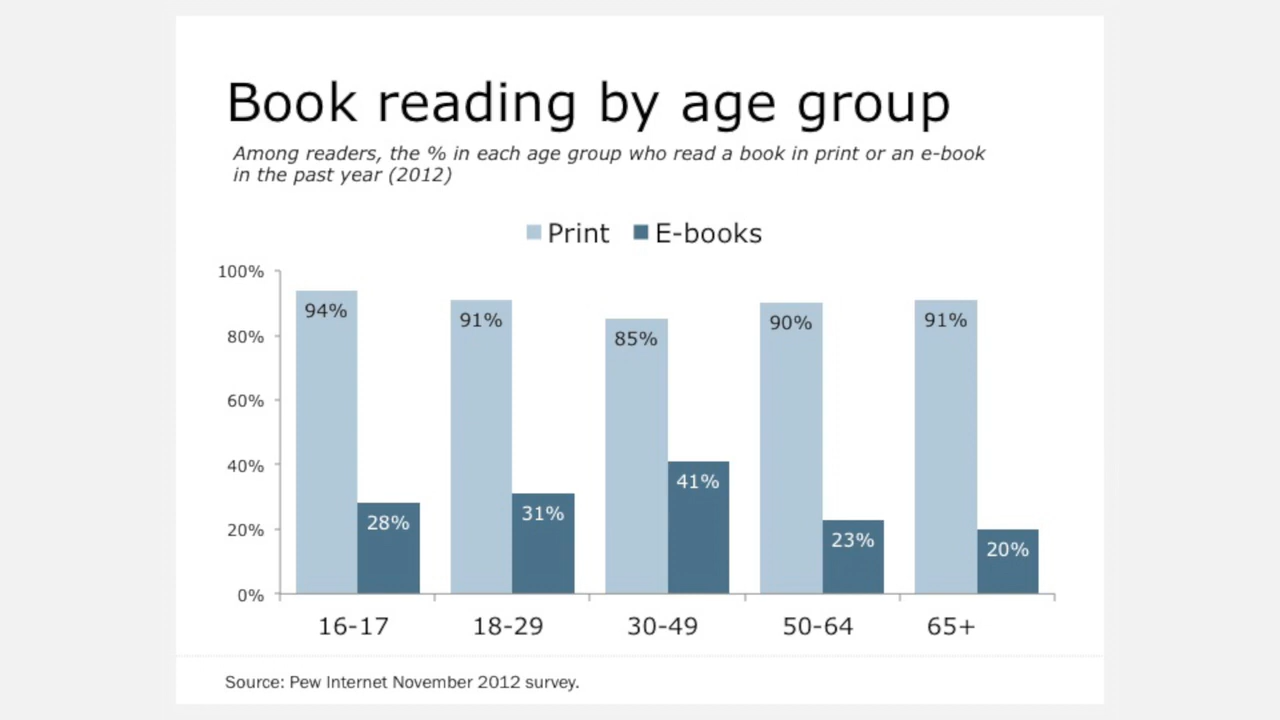 Book reading by age group
Among readers, the % in each age group who read a book in print or an e-book
in the past year (2012)
Print E-books
100%
80%
60%
40%
20%
0%
94% 28% 91% 31% 85% 41% 90% 23% 91% 20%
16-17 18-29 30-49 50-64 65+
Source: Pew Internet November 2012 survey.